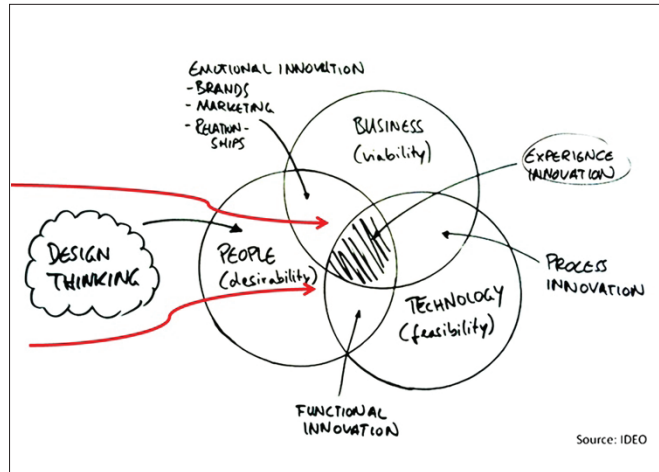 EMOTIONAL INNOVATION
- BRANDS
- MARKETING
- RELATION-
SHIPS
BUSINESS
(viability)
EXPERIENCE
INNOVATION
DESIGN
THINKING
PEOPLE
(desirability)
PROCESS
INNOVATION
TECHNOLOGY
(feasibility)
FUNCTIONAL
INNOVATION
Source: IDEO